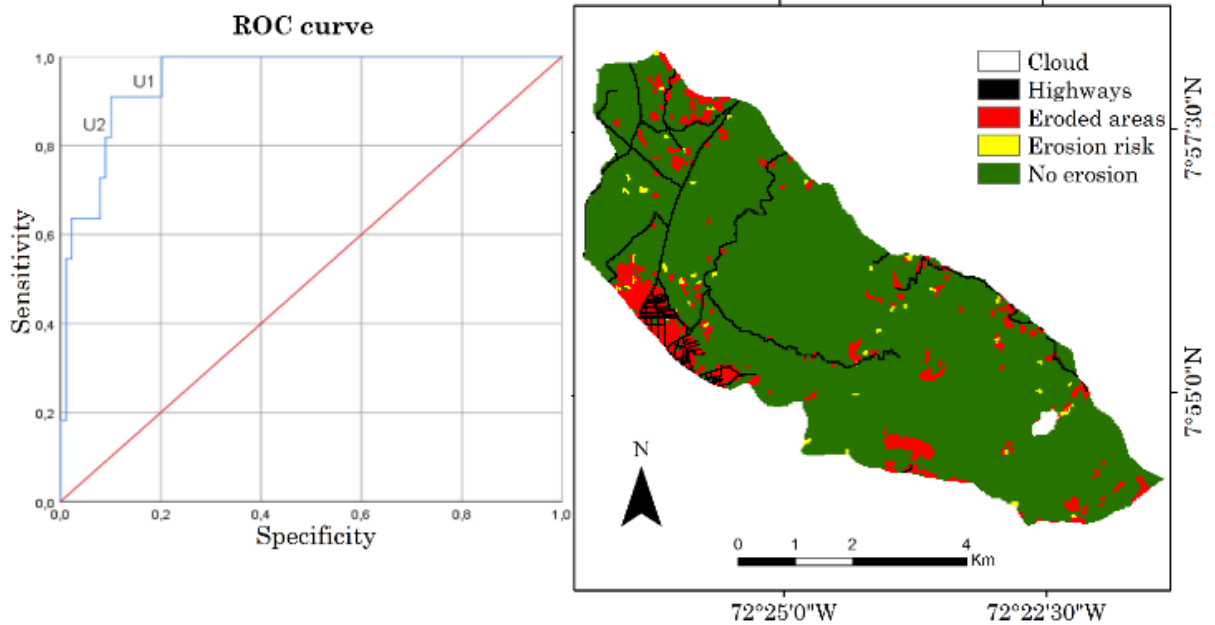 ROC curve
1,0
0,8
0,6
0,4
0,2
0,0
U1
U2
Sensitivity
0,0
0,2
0,4
0,6
0,8
1,0
Specificity
Cloud
Highways
Eroded areas
Erosion risk
No erosion
7°57'30"N
7°55'0"N
N
0 1 2 4
Km
72°25'0"W
72°22'30"W